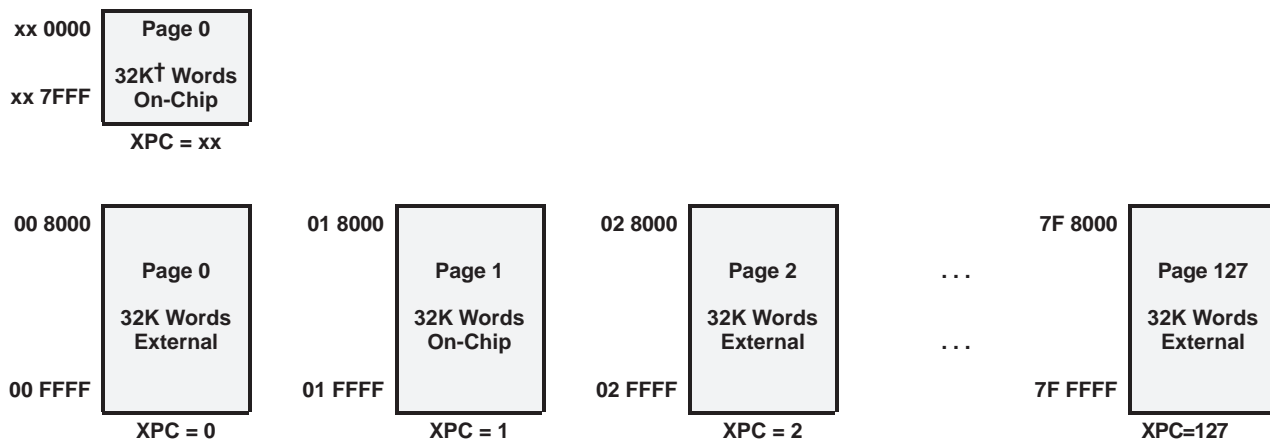 xx 0000
Page 0
32K† Words
On-Chip
xx 7FFF
XPC = xx
00 8000
Page 0
32K Words
External
00 FFFF
XPC = 0
01 8000
Page 1
32K Words
On-Chip
01 FFFF
XPC = 1
02 8000
Page 2
32K Words
External
02 FFFF
XPC = 2
. . .
. . .
7F 8000
Page 127
32K Words
External
7F FFFF
XPC=127